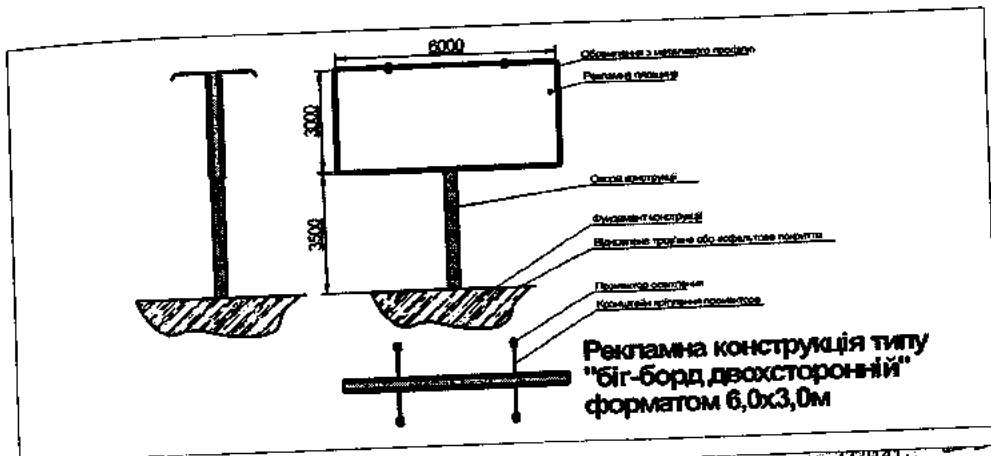 6000
Обрамлення з металевого профілю
Рекламна площина
3000
Опора конструкції
3500
Фундамент конструкції
Відновлене трав'яне або асфальтове покриття
Прожектор освітлення
Кронштейн кріплення прожектора
Рекламна конструкція типу
"біг-борд двохсторонній"
форматом 6,0х3,0м